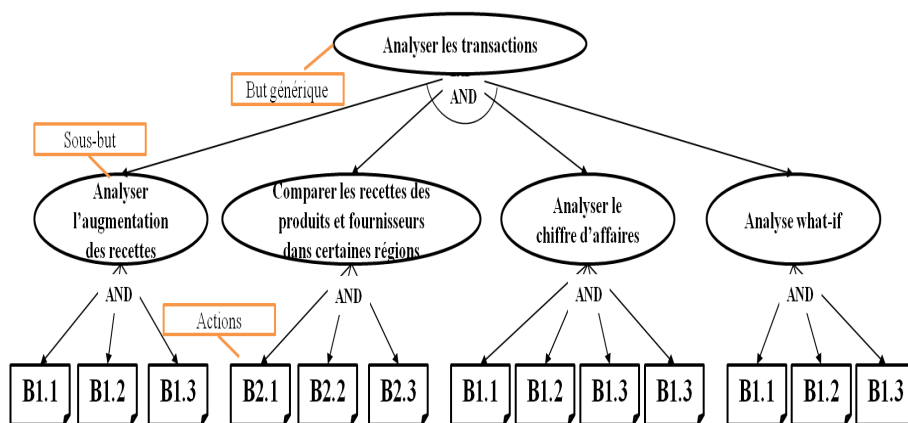 Analyser les transactions
But générique
AND
Sous-but
Analyser
l'augmentation
des recettes
Comparer les recettes des
produits et fournisseurs
dans certaines régions
Analyser le
chiffre d'affaires
Analyse what-if
AND
AND
AND
AND
Actions
B1.1
B1.2
B1.3
B2.1
B2.2
B2.3
B1.1
B1.2
B1.3
B1.3
B1.1
B1.2
B1.3